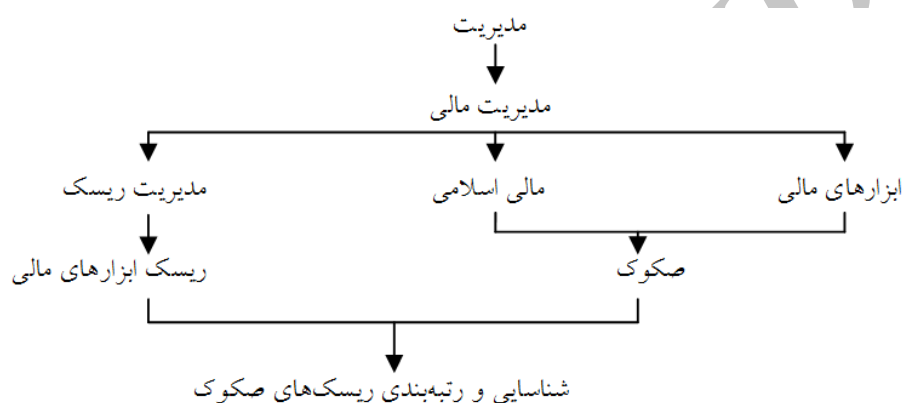 مدیریت
مدیریت مالی
ابزارهای مالی
مالی اسلامی
مدیریت ریسک
صکوک
ریسک ابزارهای مالی
شناسایی و رتبه‌بندی ریسک‌های صکوک